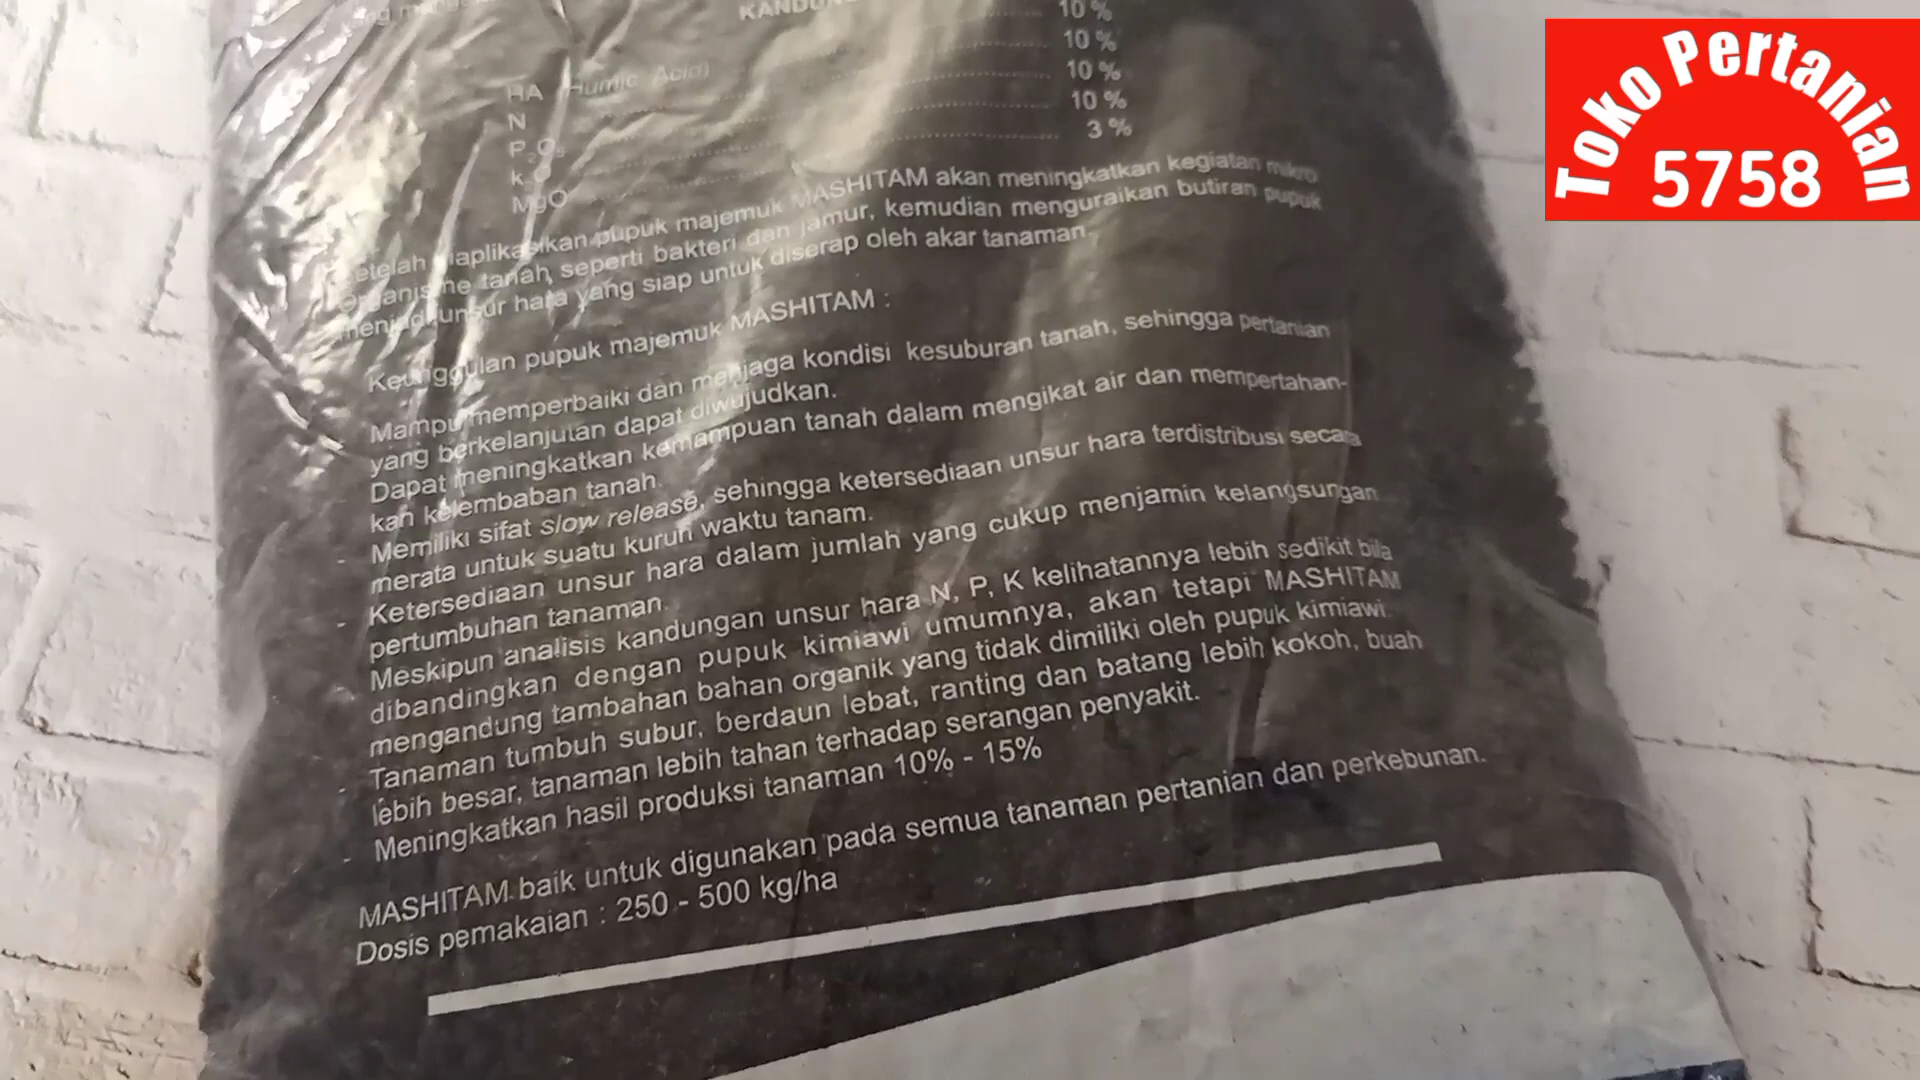 Toko Pertanian
5758
HA (Humic Acid) 10 %
N 10 %
P2O5 10 %
K O 10 %
MgO 3 %
Setelah diaplikasikan pupuk majemuk MASHITAM akan meningkatkan kegiatan mikro
organisme tanah, seperti bakteri dan jamur, kemudian menguraikan butiran pupuk
menjadi unsur hara yang siap untuk diserap oleh akar tanaman.
Keunggulan pupuk majemuk MASHITAM :
Mampu memperbaiki dan menjaga kondisi kesuburan tanah, sehingga pertanian
yang berkelanjutan dapat diwujudkan.
Dapat meningkatkan kemampuan tanah dalam mengikat air dan mempertahan-
kan kelembaban tanah.
- Memiliki sifat slow release, sehingga ketersediaan unsur hara terdistribusi secara
merata untuk suatu kurun waktu tanam.
- Ketersediaan unsur hara dalam jumlah yang cukup menjamin kelangsungan
pertumbuhan tanaman.
Meskipun analisis kandungan unsur hara N, P, K kelihatannya lebih sedikit bila
dibandingkan dengan pupuk kimiawi umumnya, akan tetapi MASHITAM
mengandung tambahan bahan organik yang tidak dimiliki oleh pupuk kimiawi.
- Tanaman tumbuh subur, berdaun lebat, ranting dan batang lebih kokoh, buah
lebih besar, tanaman lebih tahan terhadap serangan penyakit.
- Meningkatkan hasil produksi tanaman 10% - 15%
MASHITAM baik untuk digunakan pada semua tanaman pertanian dan perkebunan.
Dosis pemakaian : 250 - 500 kg/ha